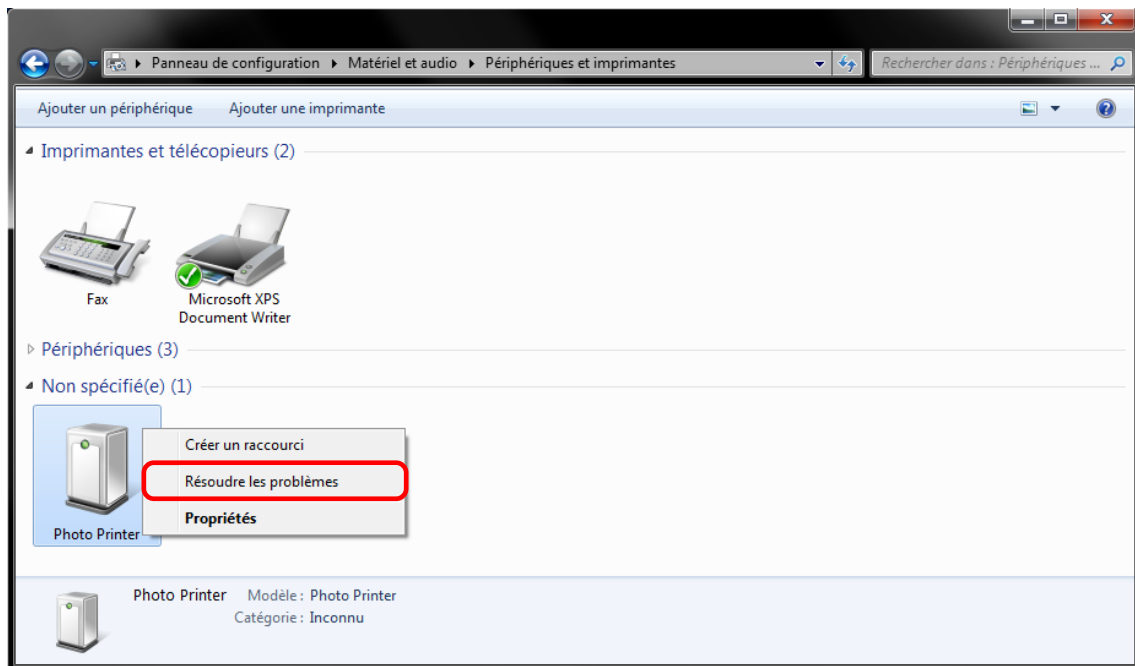 Panneau de configuration Matériel et audio Périphériques et imprimantes Rechercher dans : Périphériques ...
Ajouter un périphérique Ajouter une imprimante
Imprimantes et télécopieurs (2)
Fax
Microsoft XPS
Document Writer
Périphériques (3)
Non spécifié(e) (1)
Photo Printer
Créer un raccourci
Résoudre les problèmes
Propriétés
Photo Printer Modèle : Photo Printer
Catégorie : Inconnu